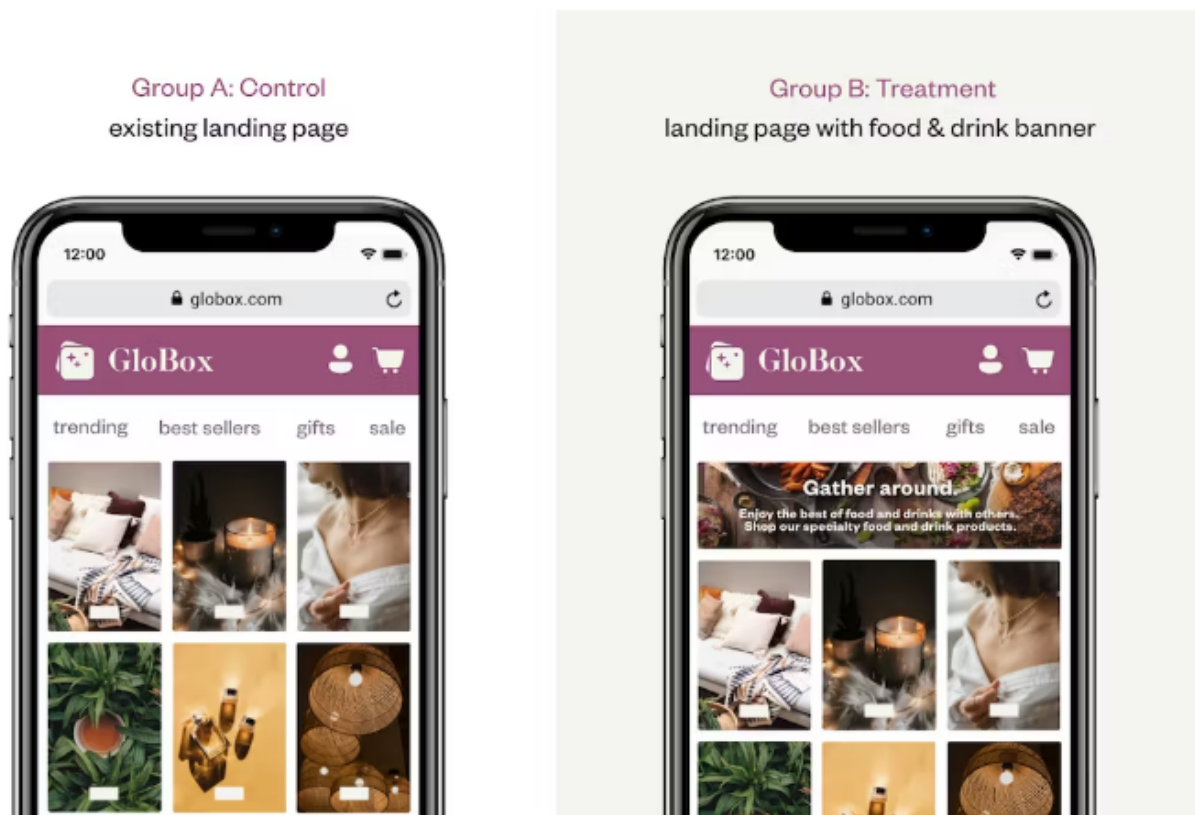 Group A: Control
existing landing page
12:00
globox.com
GloBox
trending best sellers gifts sale
Group B: Treatment
landing page with food & drink banner
12:00
globox.com
GloBox
trending best sellers gifts sale
Gather around.
Enjoy the best of food and drinks with others.
Shop our specialty food and drink products.